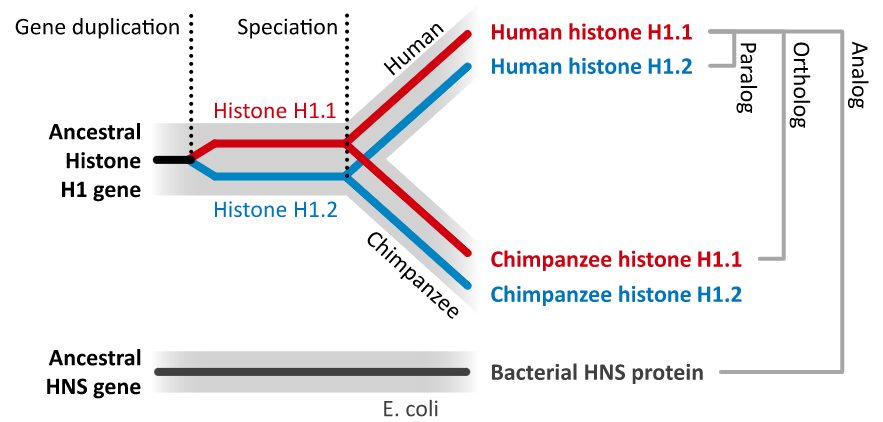 Gene duplication
Speciation
Human
Human histone H1.1
Human histone H1.2
Paralog
Ortholog
Analog
Histone H1.1
Ancestral
Histone
H1 gene
Histone H1.2
Chimpanzee
Chimpanzee histone H1.1
Chimpanzee histone H1.2
Ancestral
HNS gene
Bacterial HNS protein
E. coli